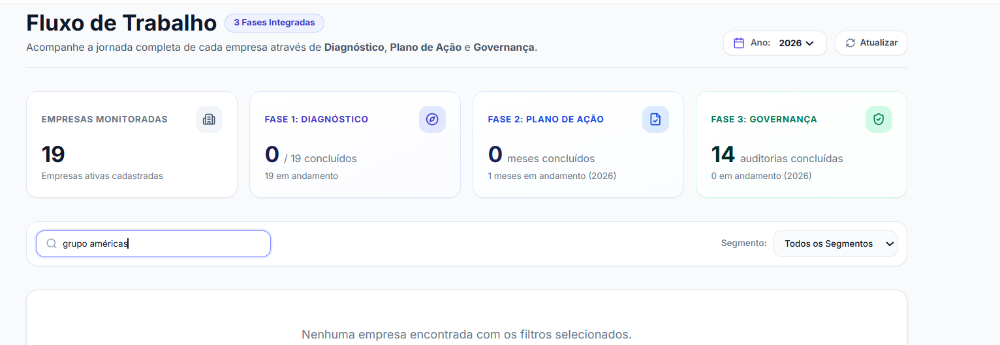 Fluxo de Trabalho 3 Fases Integradas
Acompanhe a jornada completa de cada empresa através de Diagnóstico, Plano de Ação e Governança.
Ano: 2026 Atualizar
EMPRESAS MONITORADAS
19
Empresas ativas cadastradas
FASE 1: DIAGNÓSTICO
0 / 19 concluídos
19 em andamento
FASE 2: PLANO DE AÇÃO
0 meses concluídos
1 meses em andamento (2026)
FASE 3: GOVERNANÇA
14 auditorias concluídas
0 em andamento (2026)
grupo américas
Segmento: Todos os Segmentos
Nenhuma empresa encontrada com os filtros selecionados.